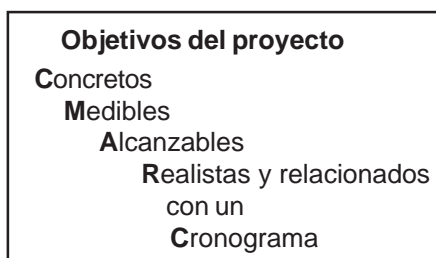 Objetivos del proyecto
Concretos
Medibles
Alcanzables
Realistas y relacionados
con un
Cronograma